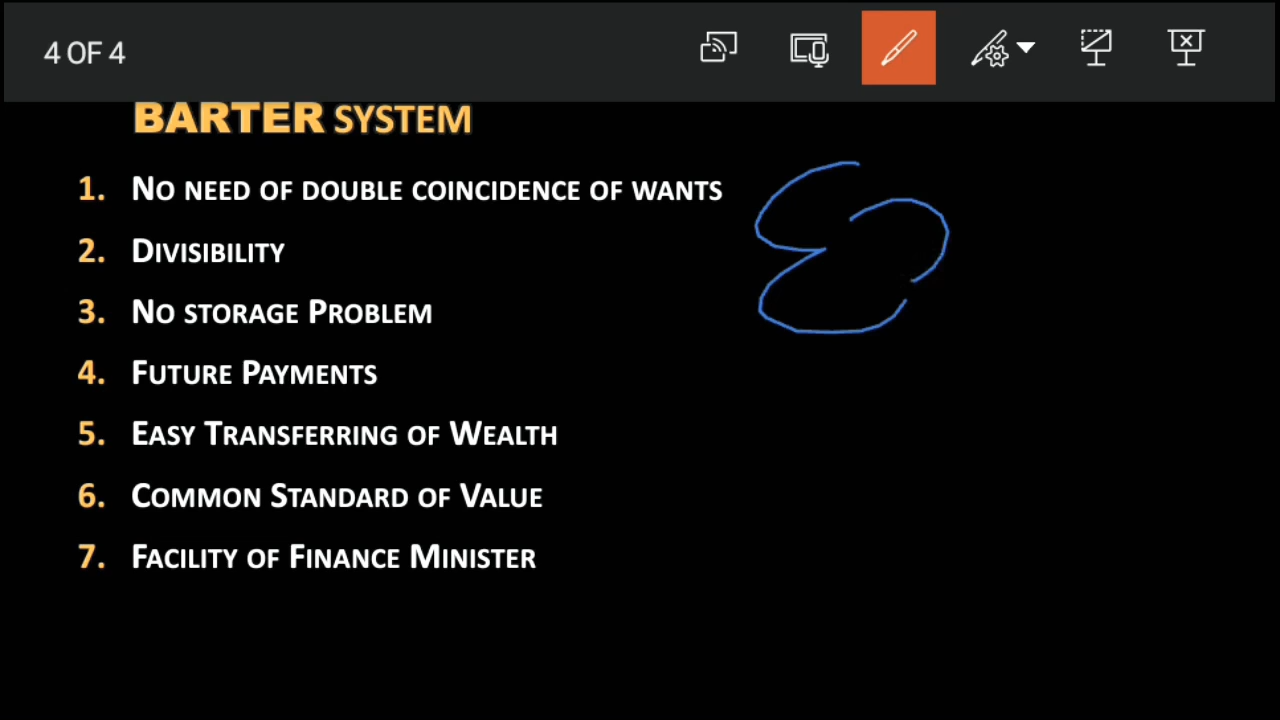 4 OF 4
BARTER SYSTEM
1. NO NEED OF DOUBLE COINCIDENCE OF WANTS
2. DIVISIBILITY
3. NO STORAGE PROBLEM
4. FUTURE PAYMENTS
5. EASY TRANSFERRING OF WEALTH
6. COMMON STANDARD OF VALUE
7. FACILITY OF FINANCE MINISTER